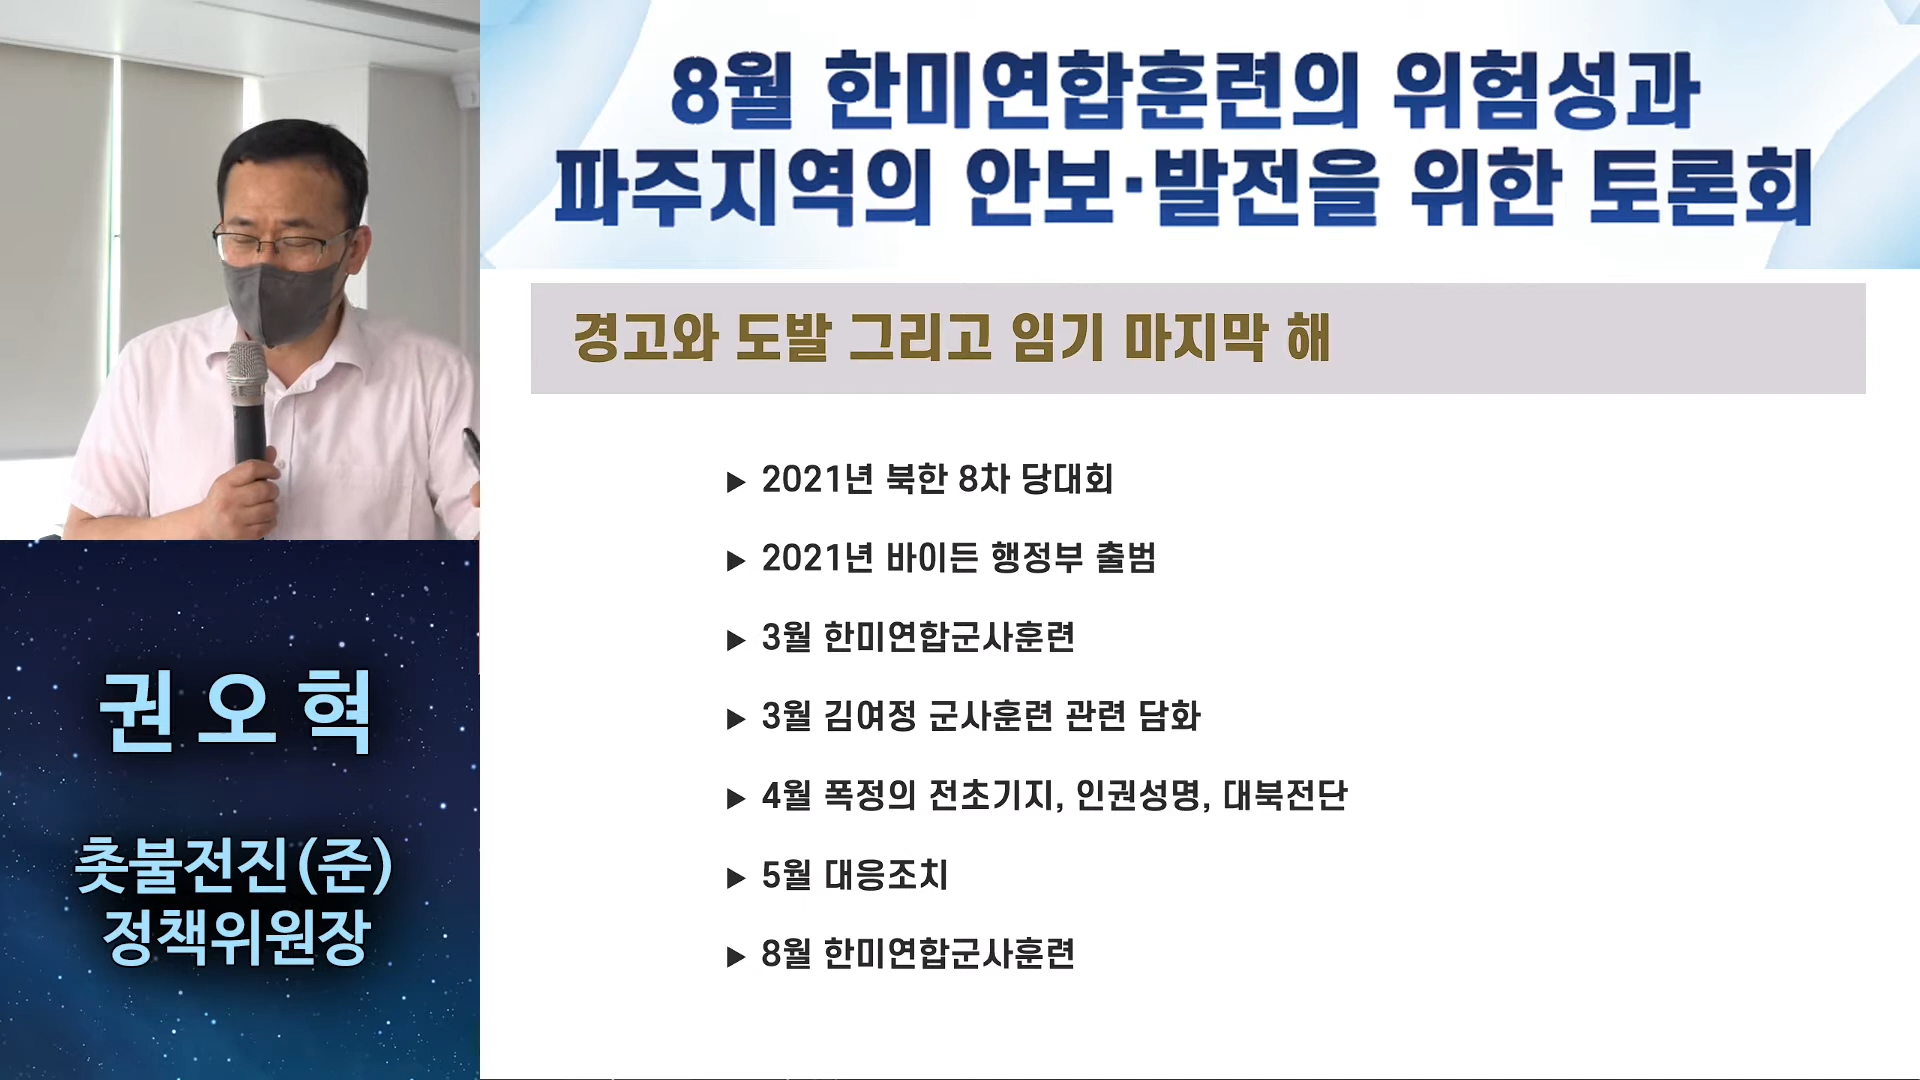 8월 한미연합훈련의 위험성과
파주지역의 안보·발전을 위한 토론회
경고와 도발 그리고 임기 마지막 해
▶ 2021년 북한 8차 당대회
▶ 2021년 바이든 행정부 출범
▶ 3월 한미연합군사훈련
▶ 3월 김여정 군사훈련 관련 담화
▶ 4월 폭정의 전초기지, 인권성명, 대북전단
▶ 5월 대응조치
▶ 8월 한미연합군사훈련
권오혁
촛불전진(준)
정책위원장